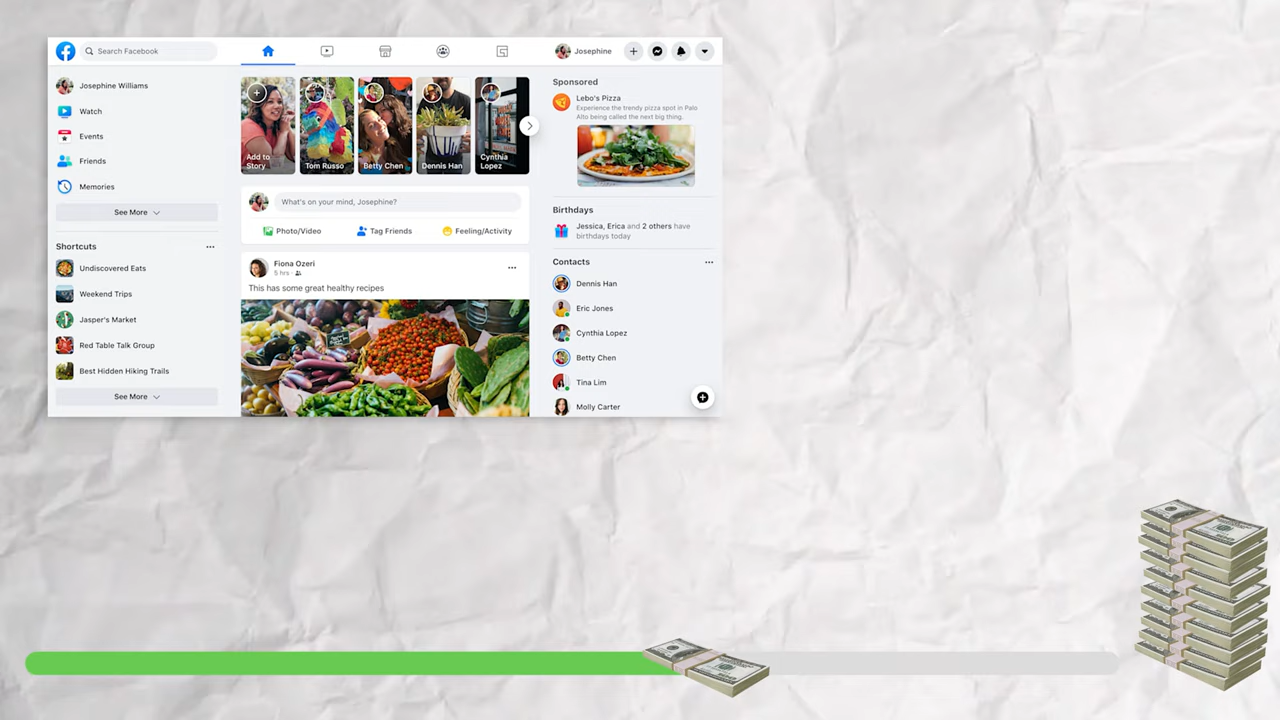 Search Facebook
Josephine
Josephine Williams
Watch
Events
Friends
Memories
See More
Shortcuts
Undiscovered Eats
Weekend Trips
Jasper's Market
Red Table Talk Group
Best Hidden Hiking Trails
See More
Add to
Story
Tom Russo
Betty Chen
Dennis Han
Cynthia
Lopez
What's on your mind, Josephine?
Photo/Video
Tag Friends
Feeling/Activity
Fiona Ozeri
5 hrs ·
This has some great healthy recipes
Sponsored
Lebo's Pizza
Experience the trendy pizza spot in Palo
Alto being called the next big thing.
Birthdays
Jessica, Erica and 2 others have
birthdays today
Contacts
Dennis Han
Eric Jones
Cynthia Lopez
Betty Chen
Tina Lim
Molly Carter